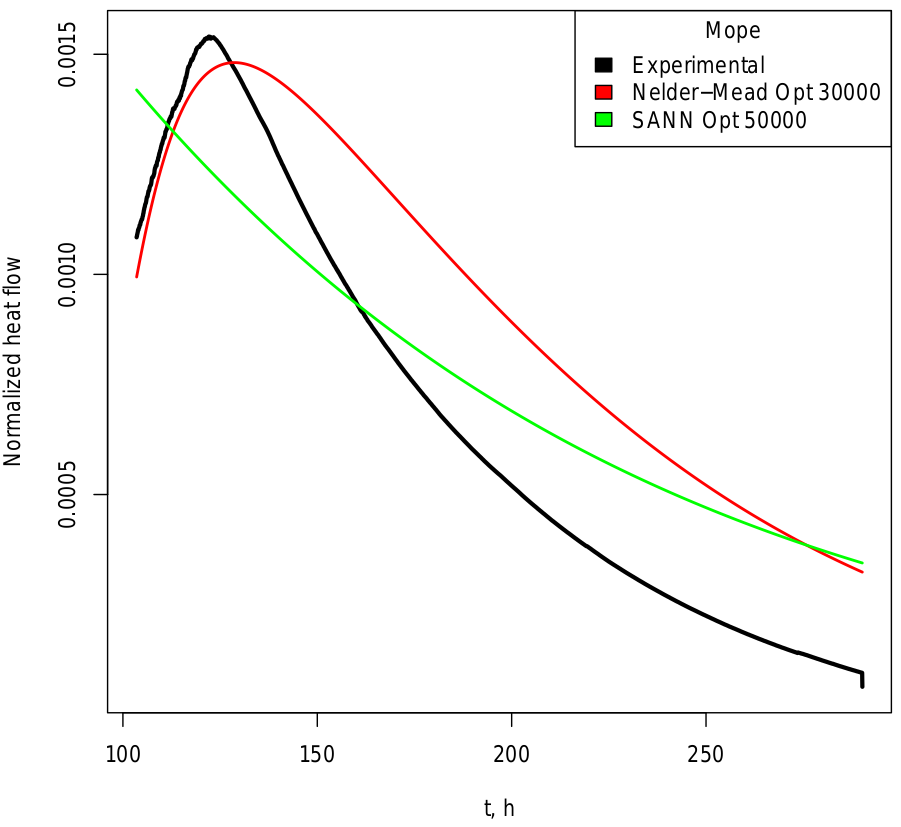 Mope
Experimental
Nelder−Mead Opt 30000
SANN Opt 50000
Normalized heat flow
0.0015
0.0010
0.0005
100 150 200 250
t, h